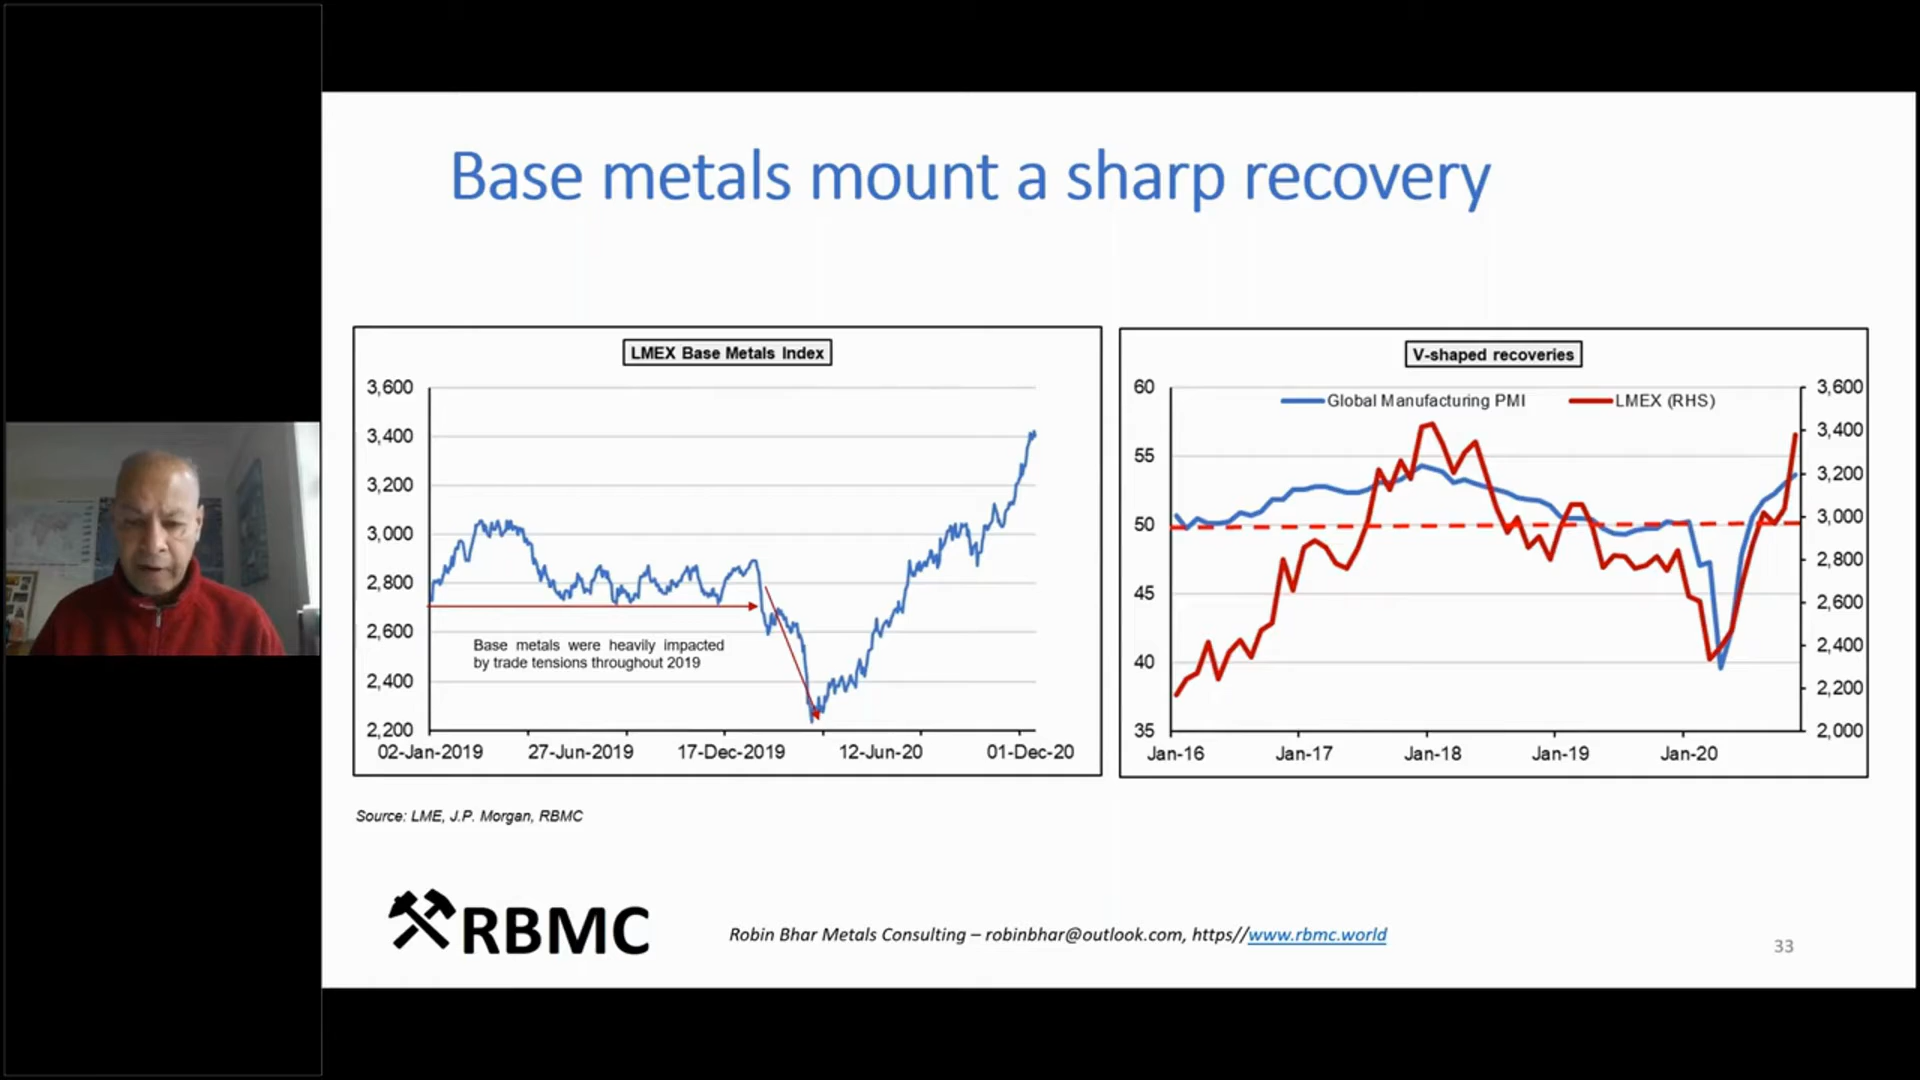 Base metals mount a sharp recovery
LMEX Base Metals Index
3,600
3,400
3,200
3,000
2,800
2,600
2,400
2,200
Base metals were heavily impacted
by trade tensions throughout 2019
02-Jan-2019 27-Jun-2019 17-Dec-2019 12-Jun-20 01-Dec-20
V-shaped recoveries
Global Manufacturing PMI LMEX (RHS)
60
55
50
45
40
35
3,600
3,400
3,200
3,000
2,800
2,600
2,400
2,200
2,000
Jan-16 Jan-17 Jan-18 Jan-19 Jan-20
Source: LME, J.P. Morgan, RBMC
RBMC
Robin Bhar Metals Consulting – robinbhar@outlook.com, https//www.rbmc.world
33